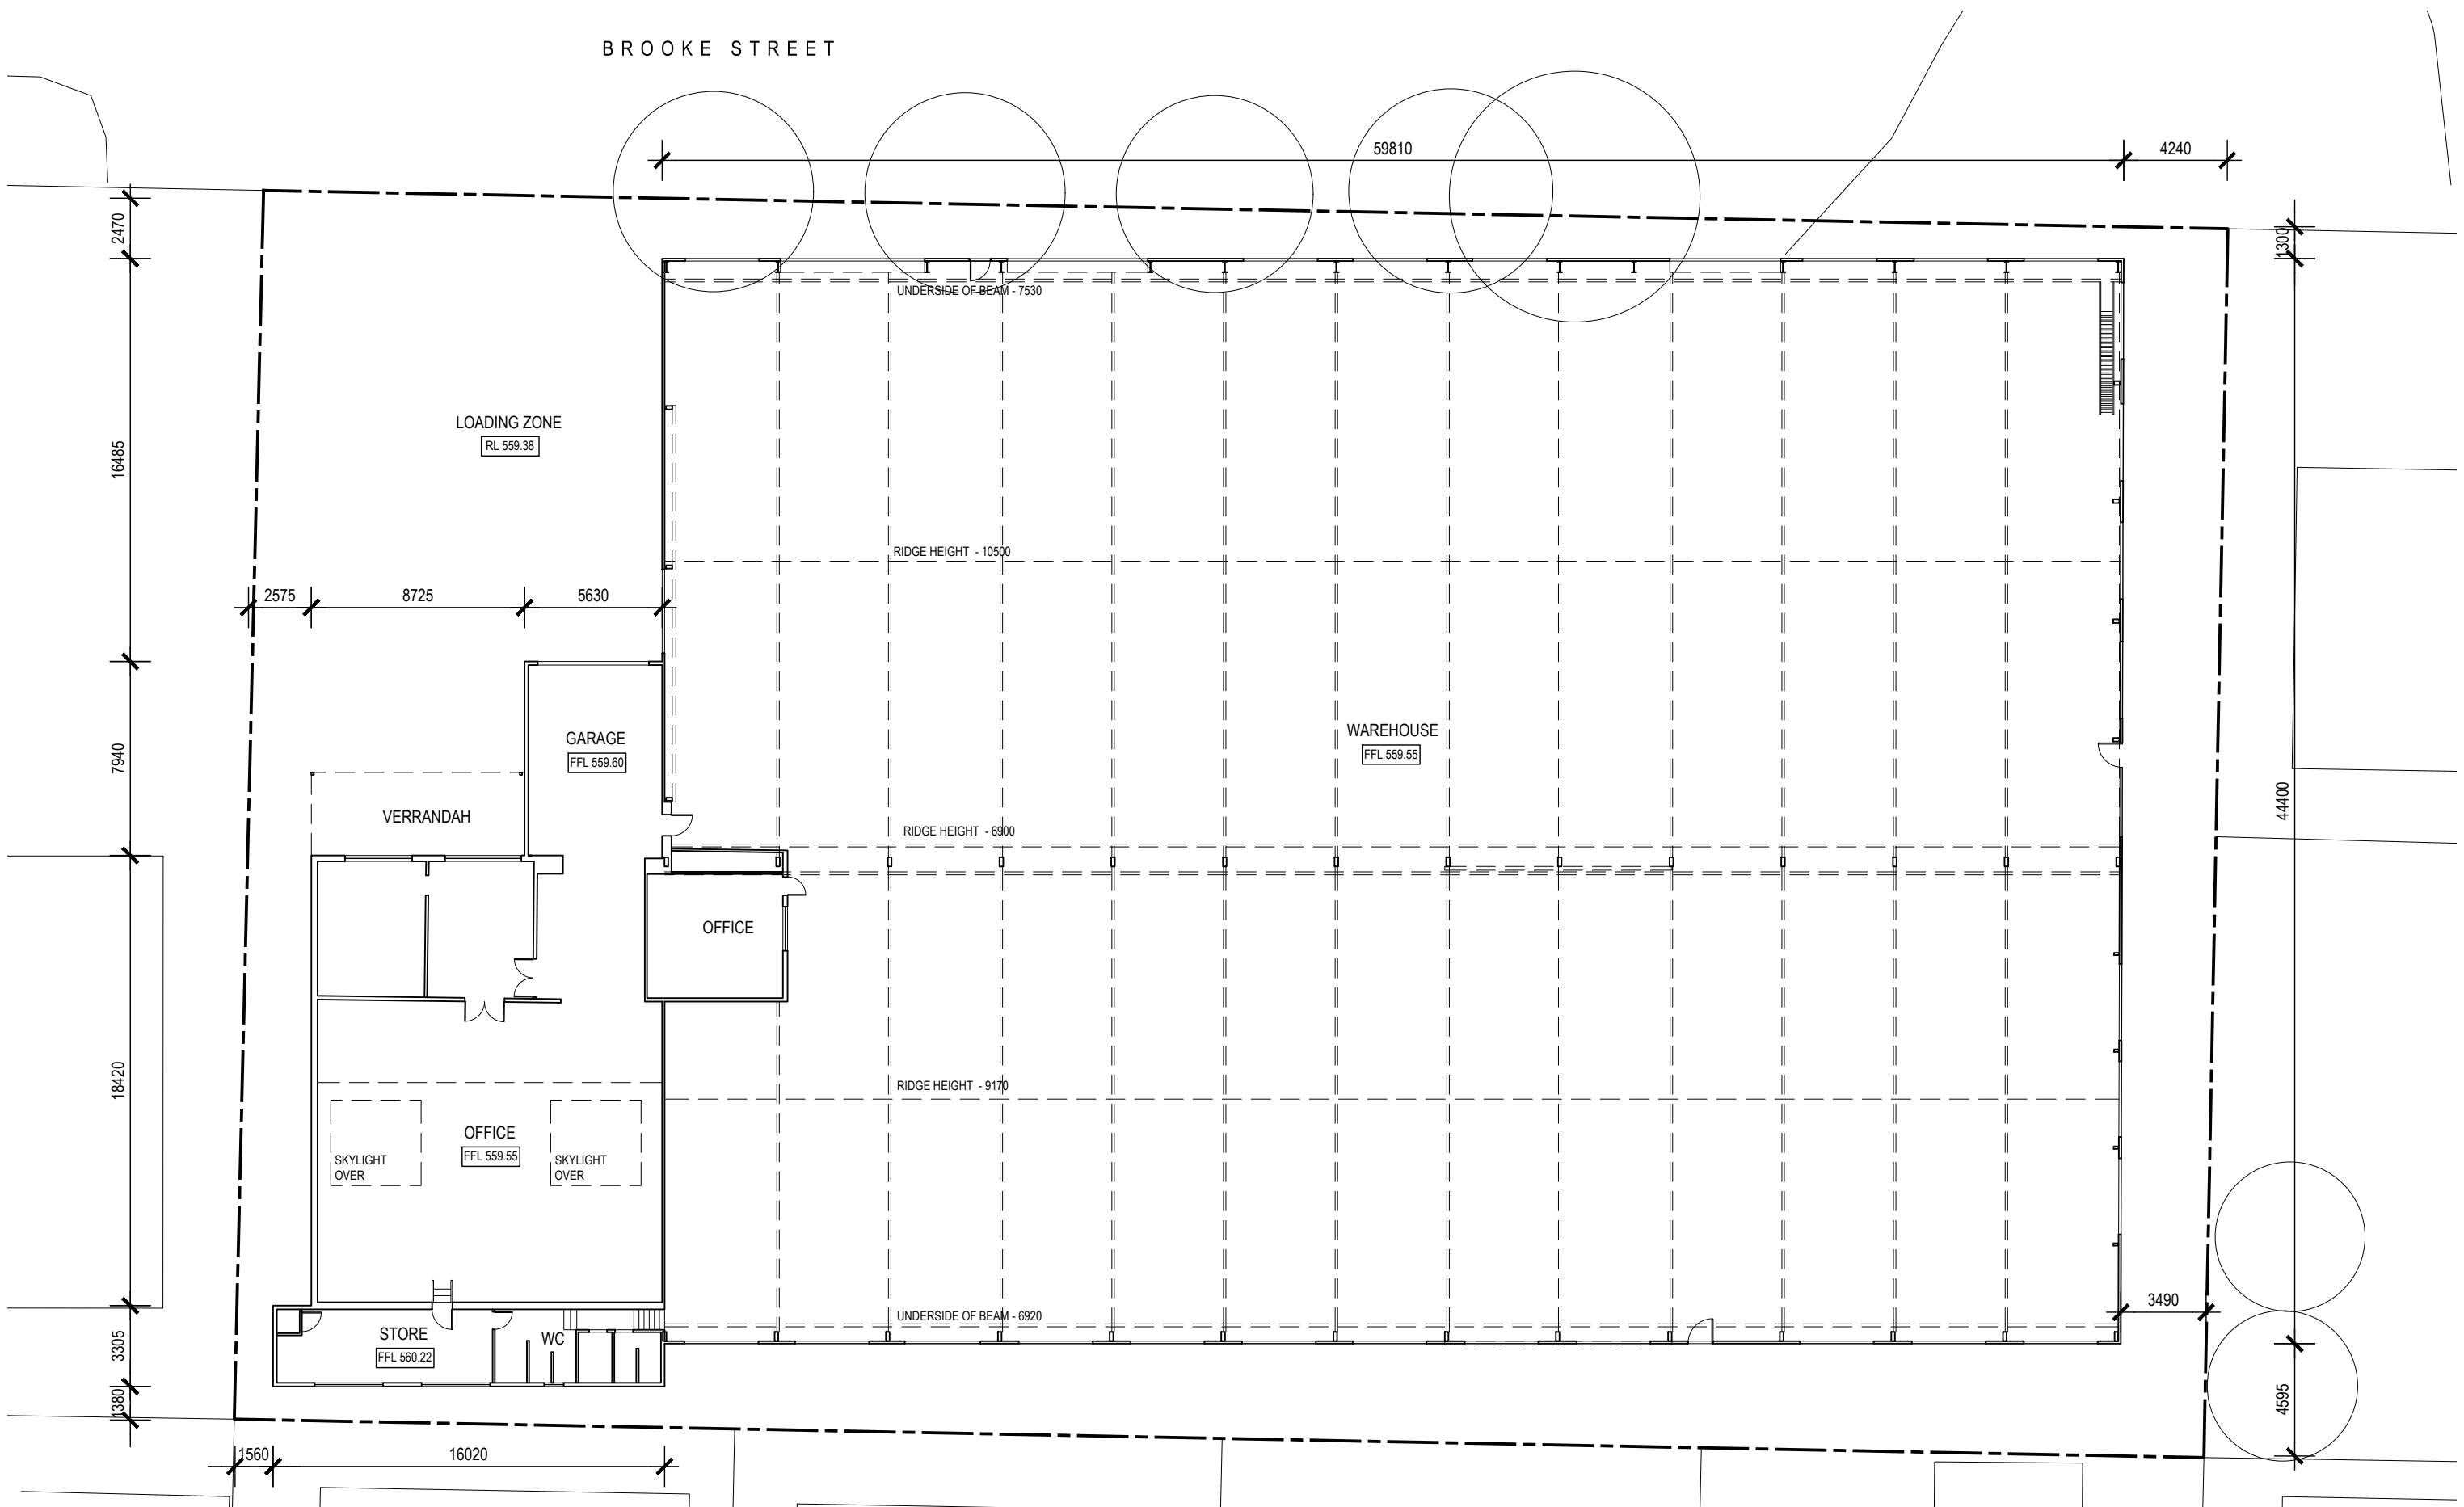 BROOKE STREET
59810
4240
2470
1300
UNDERSIDE OF BEAM - 7530
LOADING ZONE
RL 559.38
16485
RIDGE HEIGHT - 10500
2575
8725
5630
GARAGE
FFL 559.60
WAREHOUSE
FFL 559.55
7940
44400
VERRANDAH
RIDGE HEIGHT - 6900
OFFICE
18420
RIDGE HEIGHT - 9170
OFFICE
FFL 559.55
SKYLIGHT
OVER
SKYLIGHT
OVER
3490
UNDERSIDE OF BEAM - 6920
STORE
FFL 560.22
WC
3305
1380
4595
1560
16020